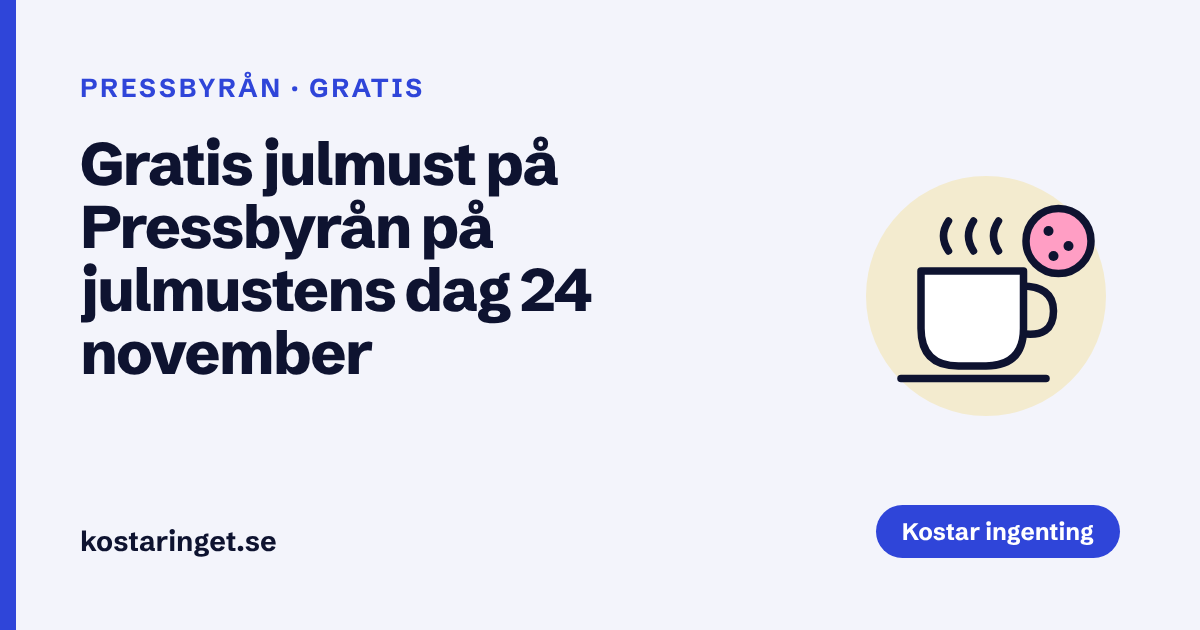 PRESSBYRÅN · GRATIS
Gratis julmust på
Pressbyrån på
julmustens dag 24
november
kostaringet.se
Kostar ingenting